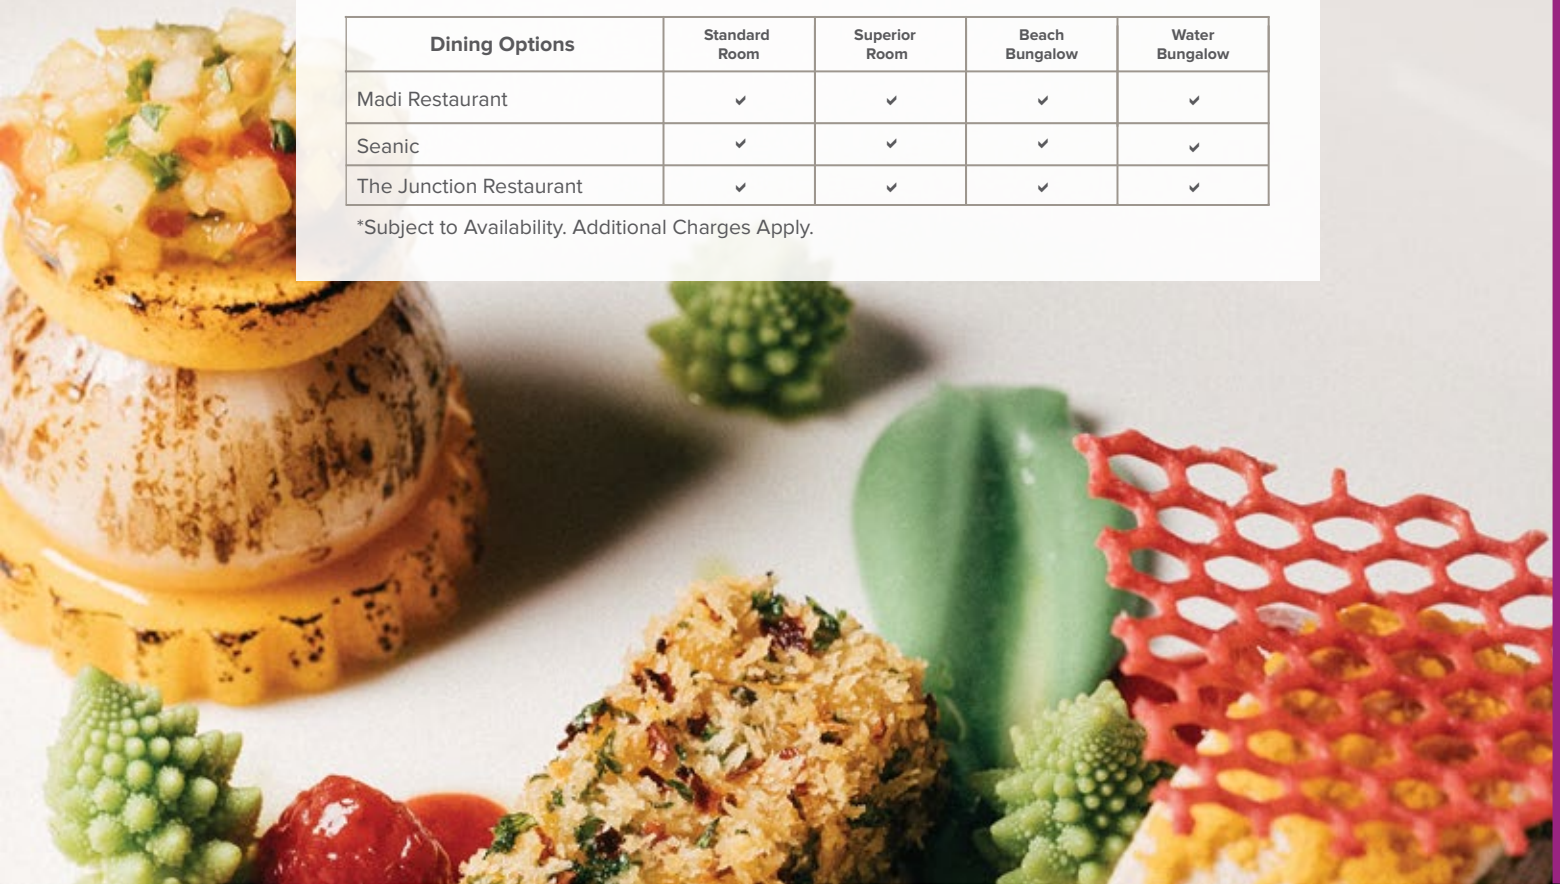 Dining Options Standard Room Superior Room Beach Bungalow Water Bungalow
Madi Restaurant ✓ ✓ ✓ ✓
Seanic ✓ ✓ ✓ ✓
The Junction Restaurant ✓ ✓ ✓ ✓
*Subject to Availability. Additional Charges Apply.